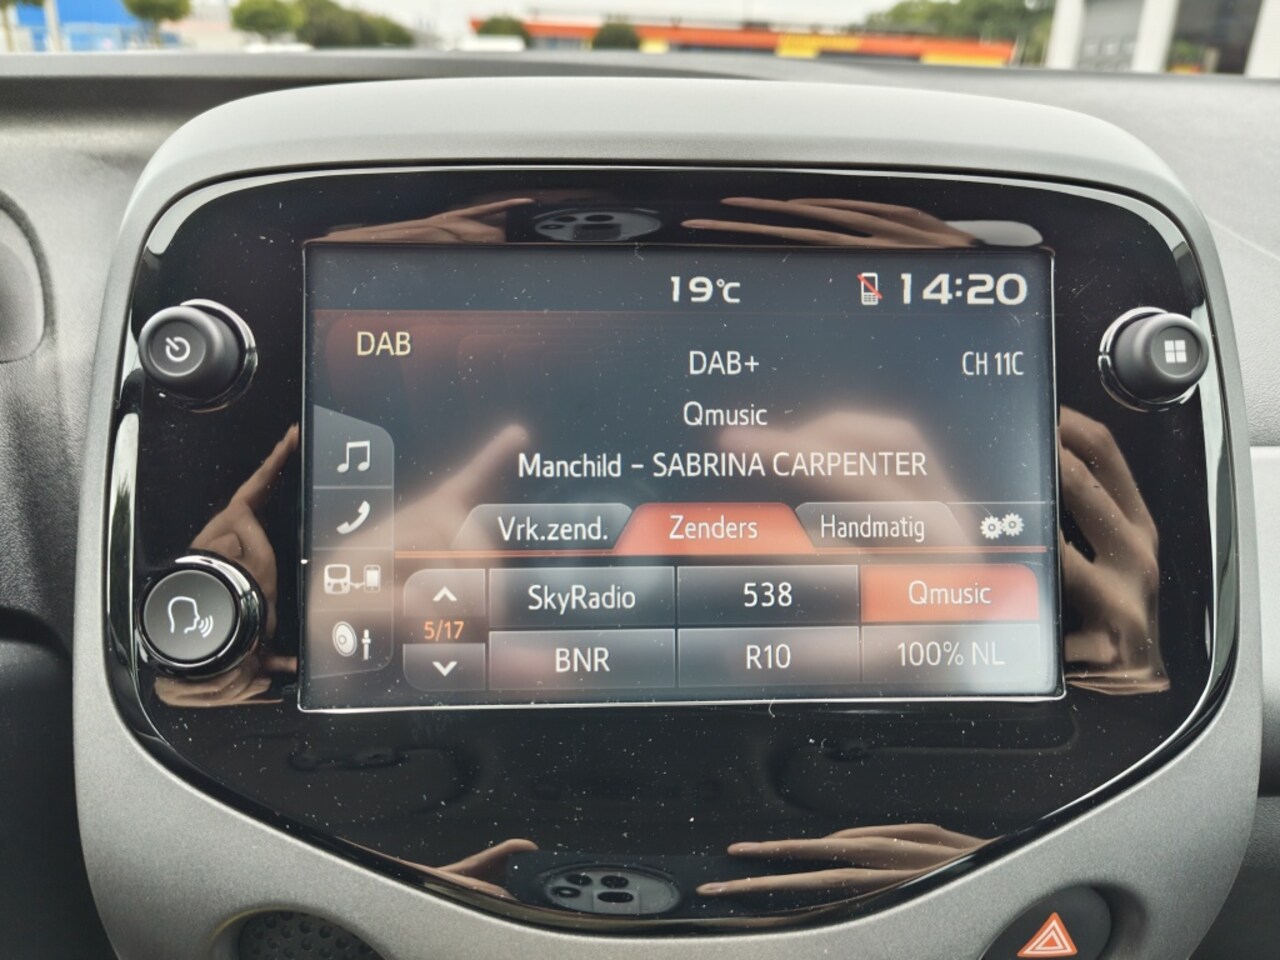 19°C 14:20
DAB
DAB+ CH 11C
Qmusic
Manchild - SABRINA CARPENTER
Vrk.zend. Zenders Handmatig
SkyRadio 538 Qmusic
5/17
BNR R10 100% NL